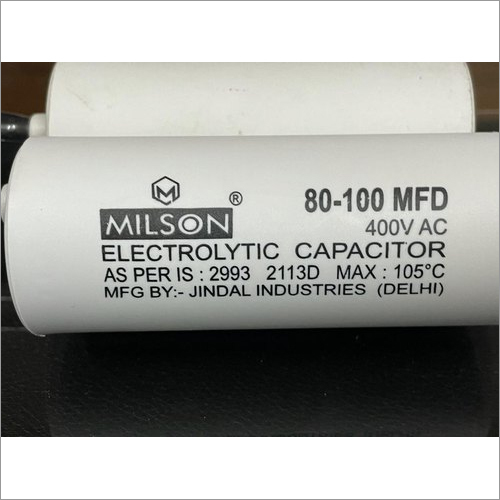 M
MILSON ®
80-100 MFD
400V AC
ELECTROLYTIC CAPACITOR
AS PER IS : 2993 2113D MAX : 105°C
MFG BY:- JINDAL INDUSTRIES (DELHI)